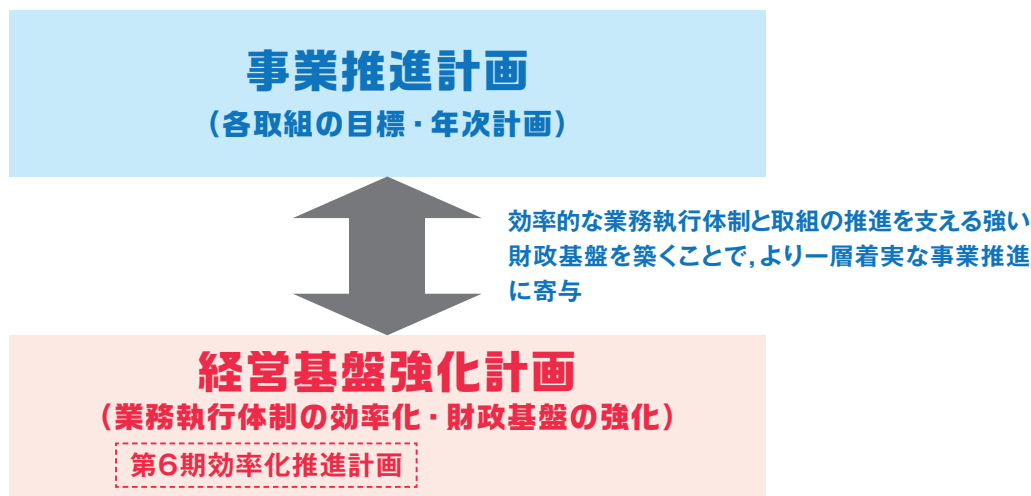 事業推進計画
（各取組の目標・年次計画）
効率的な業務執行体制と取組の推進を支える強い
財政基盤を築くことで，より一層着実な事業推進
に寄与
経営基盤強化計画
（業務執行体制の効率化・財政基盤の強化）
第6期効率化推進計画